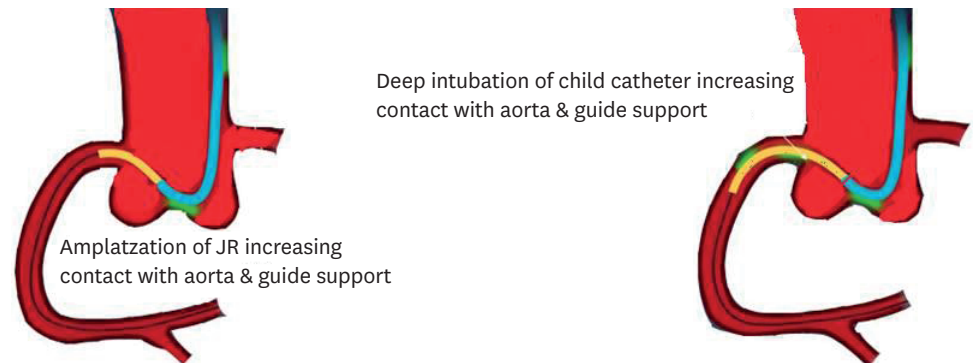 Deep intubation of child catheter increasing
contact with aorta & guide support
Amplatzation of JR increasing
contact with aorta & guide support